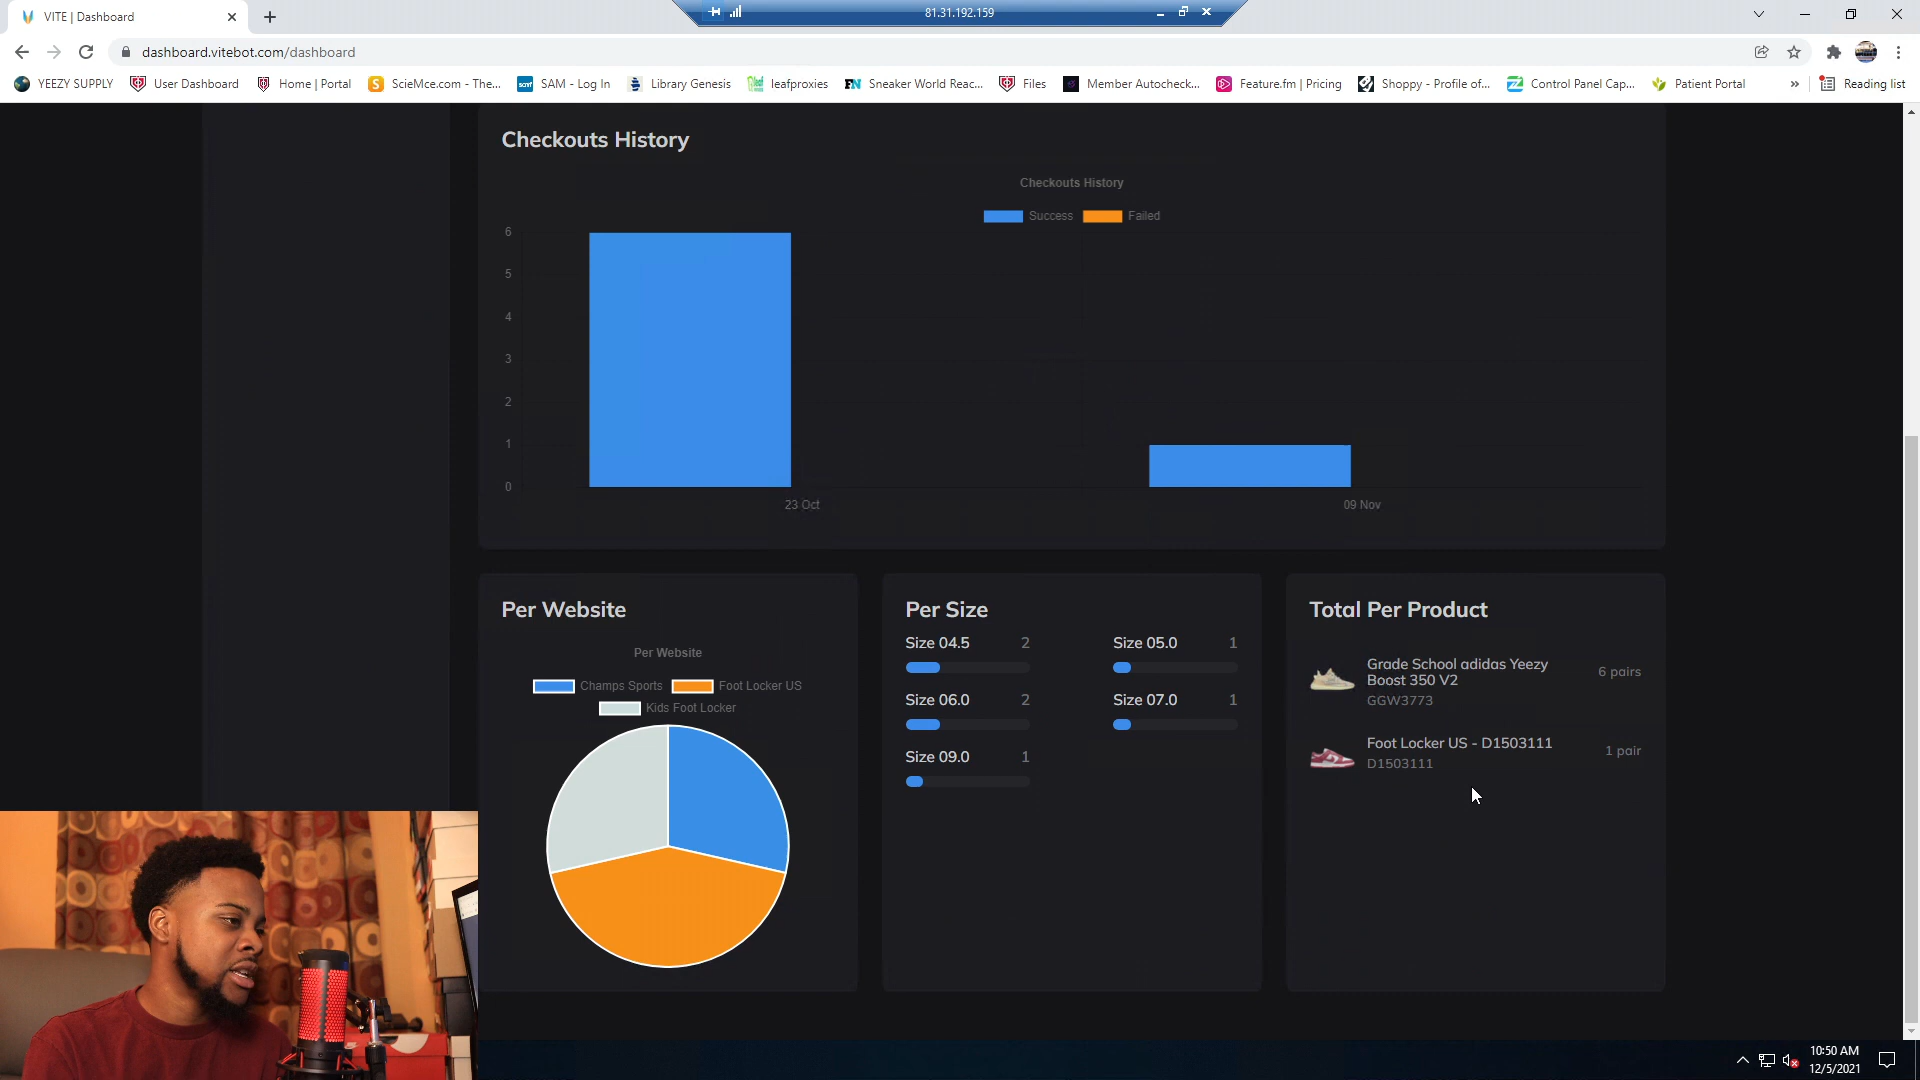 VITE | Dashboard
81.31.192.159
dashboard.vitebot.com/dashboard
YEEZY SUPPLY User Dashboard Home | Portal ScieMce.com - The... SAM - Log In Library Genesis leafproxies Sneaker World Reac... Files Member Autocheck... Feature.fm | Pricing Shoppy - Profile of... Control Panel Cap... Patient Portal » Reading list
Checkouts History
Checkouts History
Success Failed
6
5
4
3
2
1
0
23 Oct 09 Nov
Per Website
Per Website
Champs Sports Foot Locker US
Kids Foot Locker
Per Size
Size 04.5 2 Size 05.0 1
Size 06.0 2 Size 07.0 1
Size 09.0 1
Total Per Product
Grade School adidas Yeezy
Boost 350 V2
6 pairs
GGW3773
Foot Locker US - D1503111
1 pair
D1503111
10:50 AM
12/5/2021